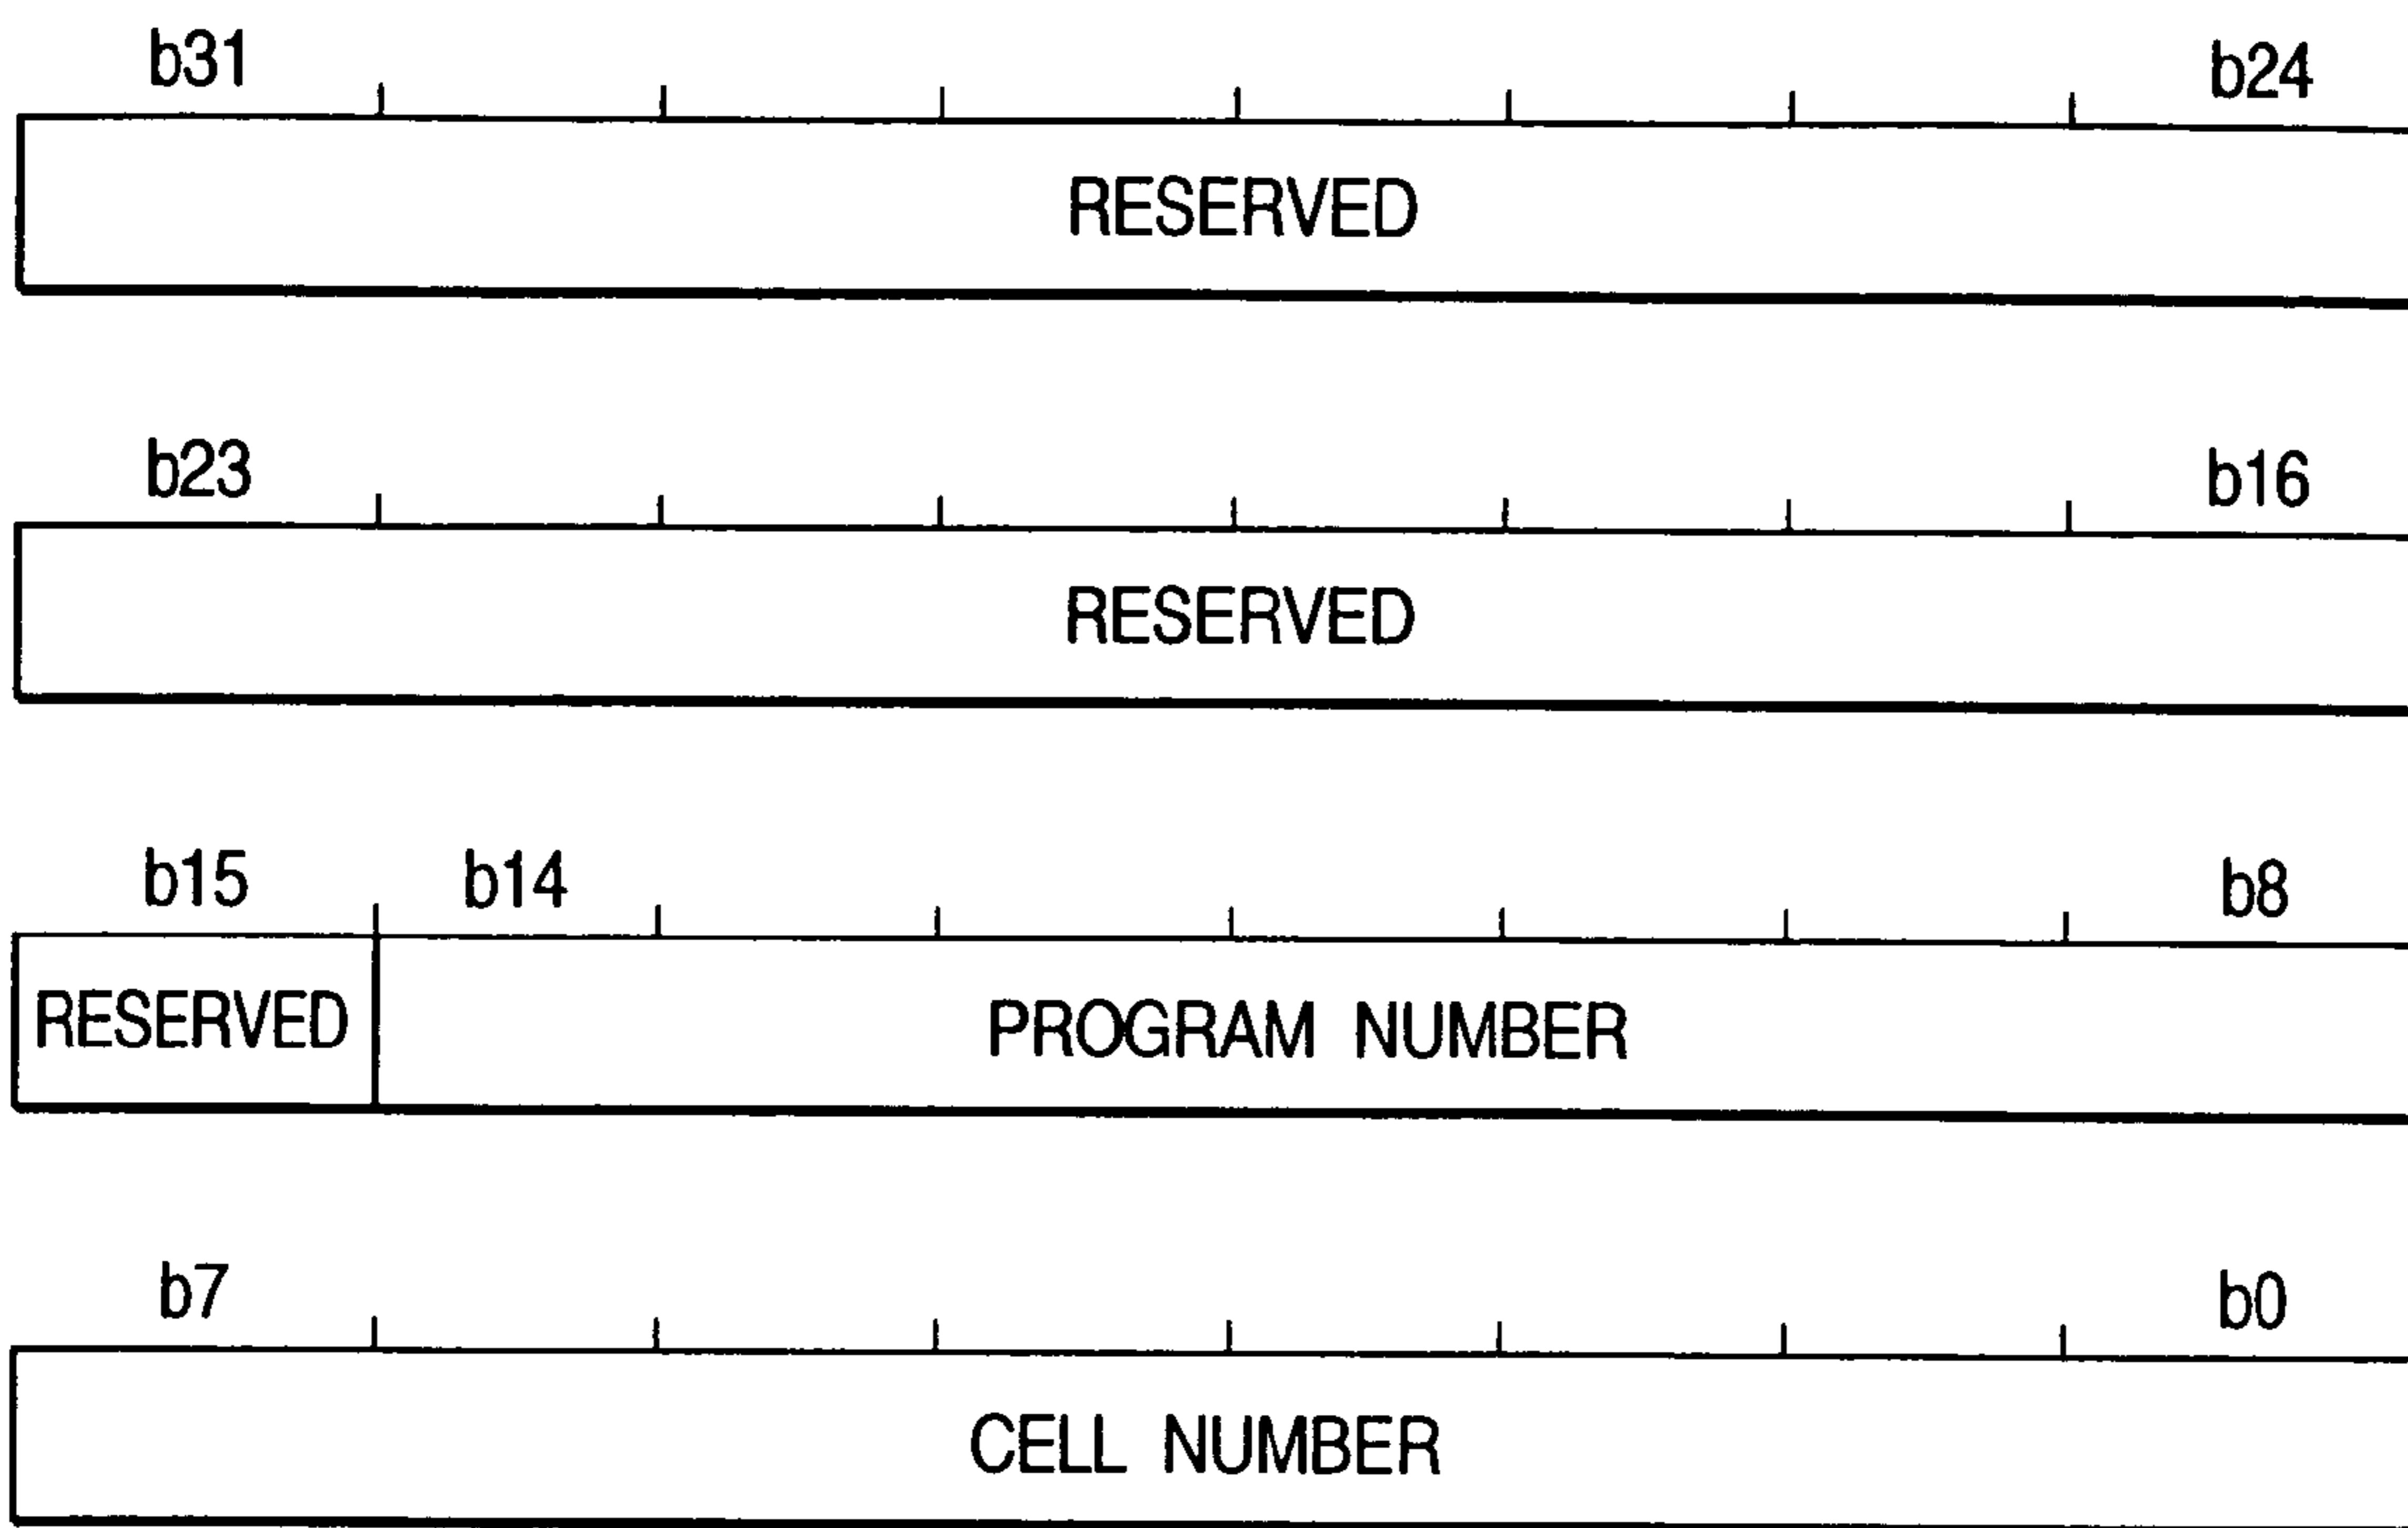 b31 b24
RESERVED
b23 b16
RESERVED
b15 b14 b8
RESERVED PROGRAM NUMBER
b7 b0
CELL NUMBER